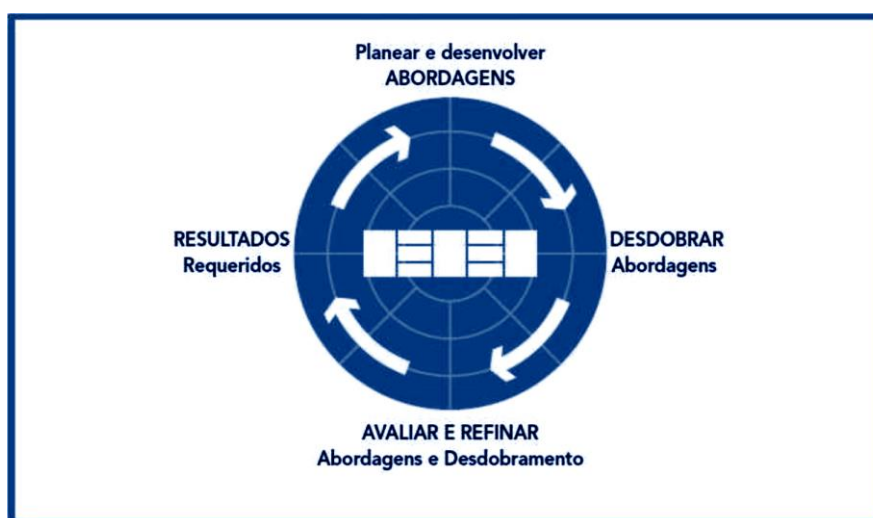 Planear e desenvolver
ABORDAGENS
RESULTADOS
Requeridos
DESDOBRAR
Abordagens
AVALIAR E REFINAR
Abordagens e Desdobramento